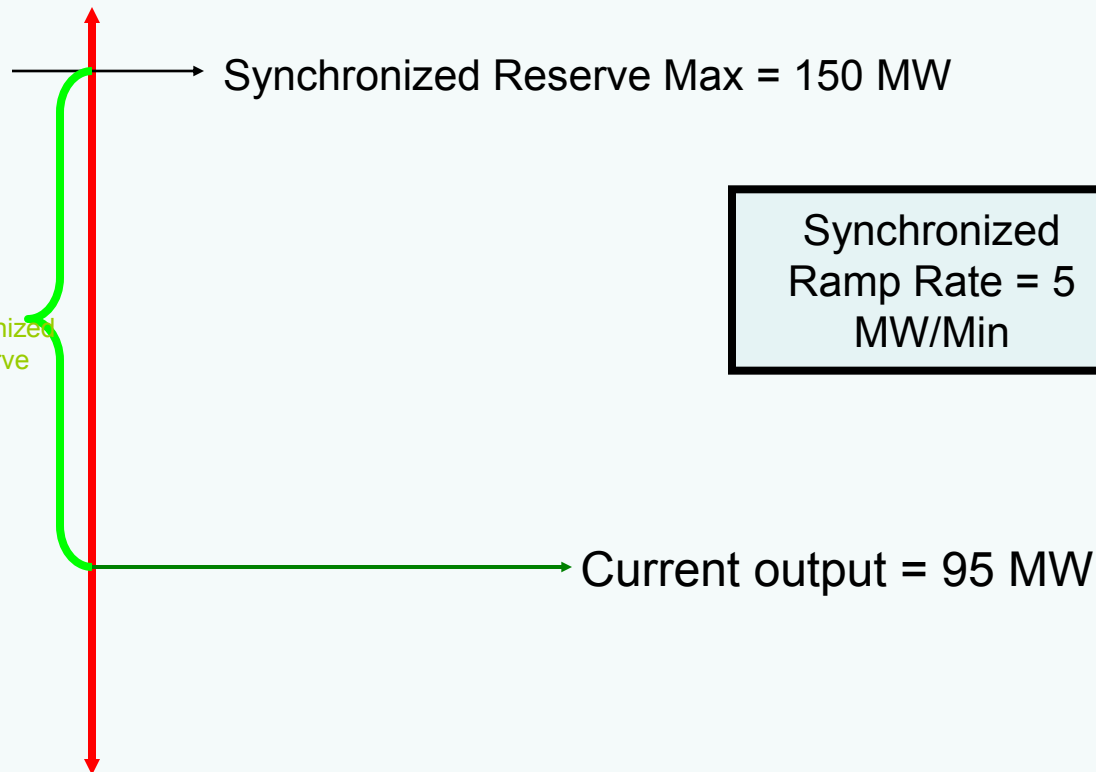 Synchronized Reserve Max = 150 MW
Synchronized
Ramp Rate = 5
MW/Min
Current output = 95 MW